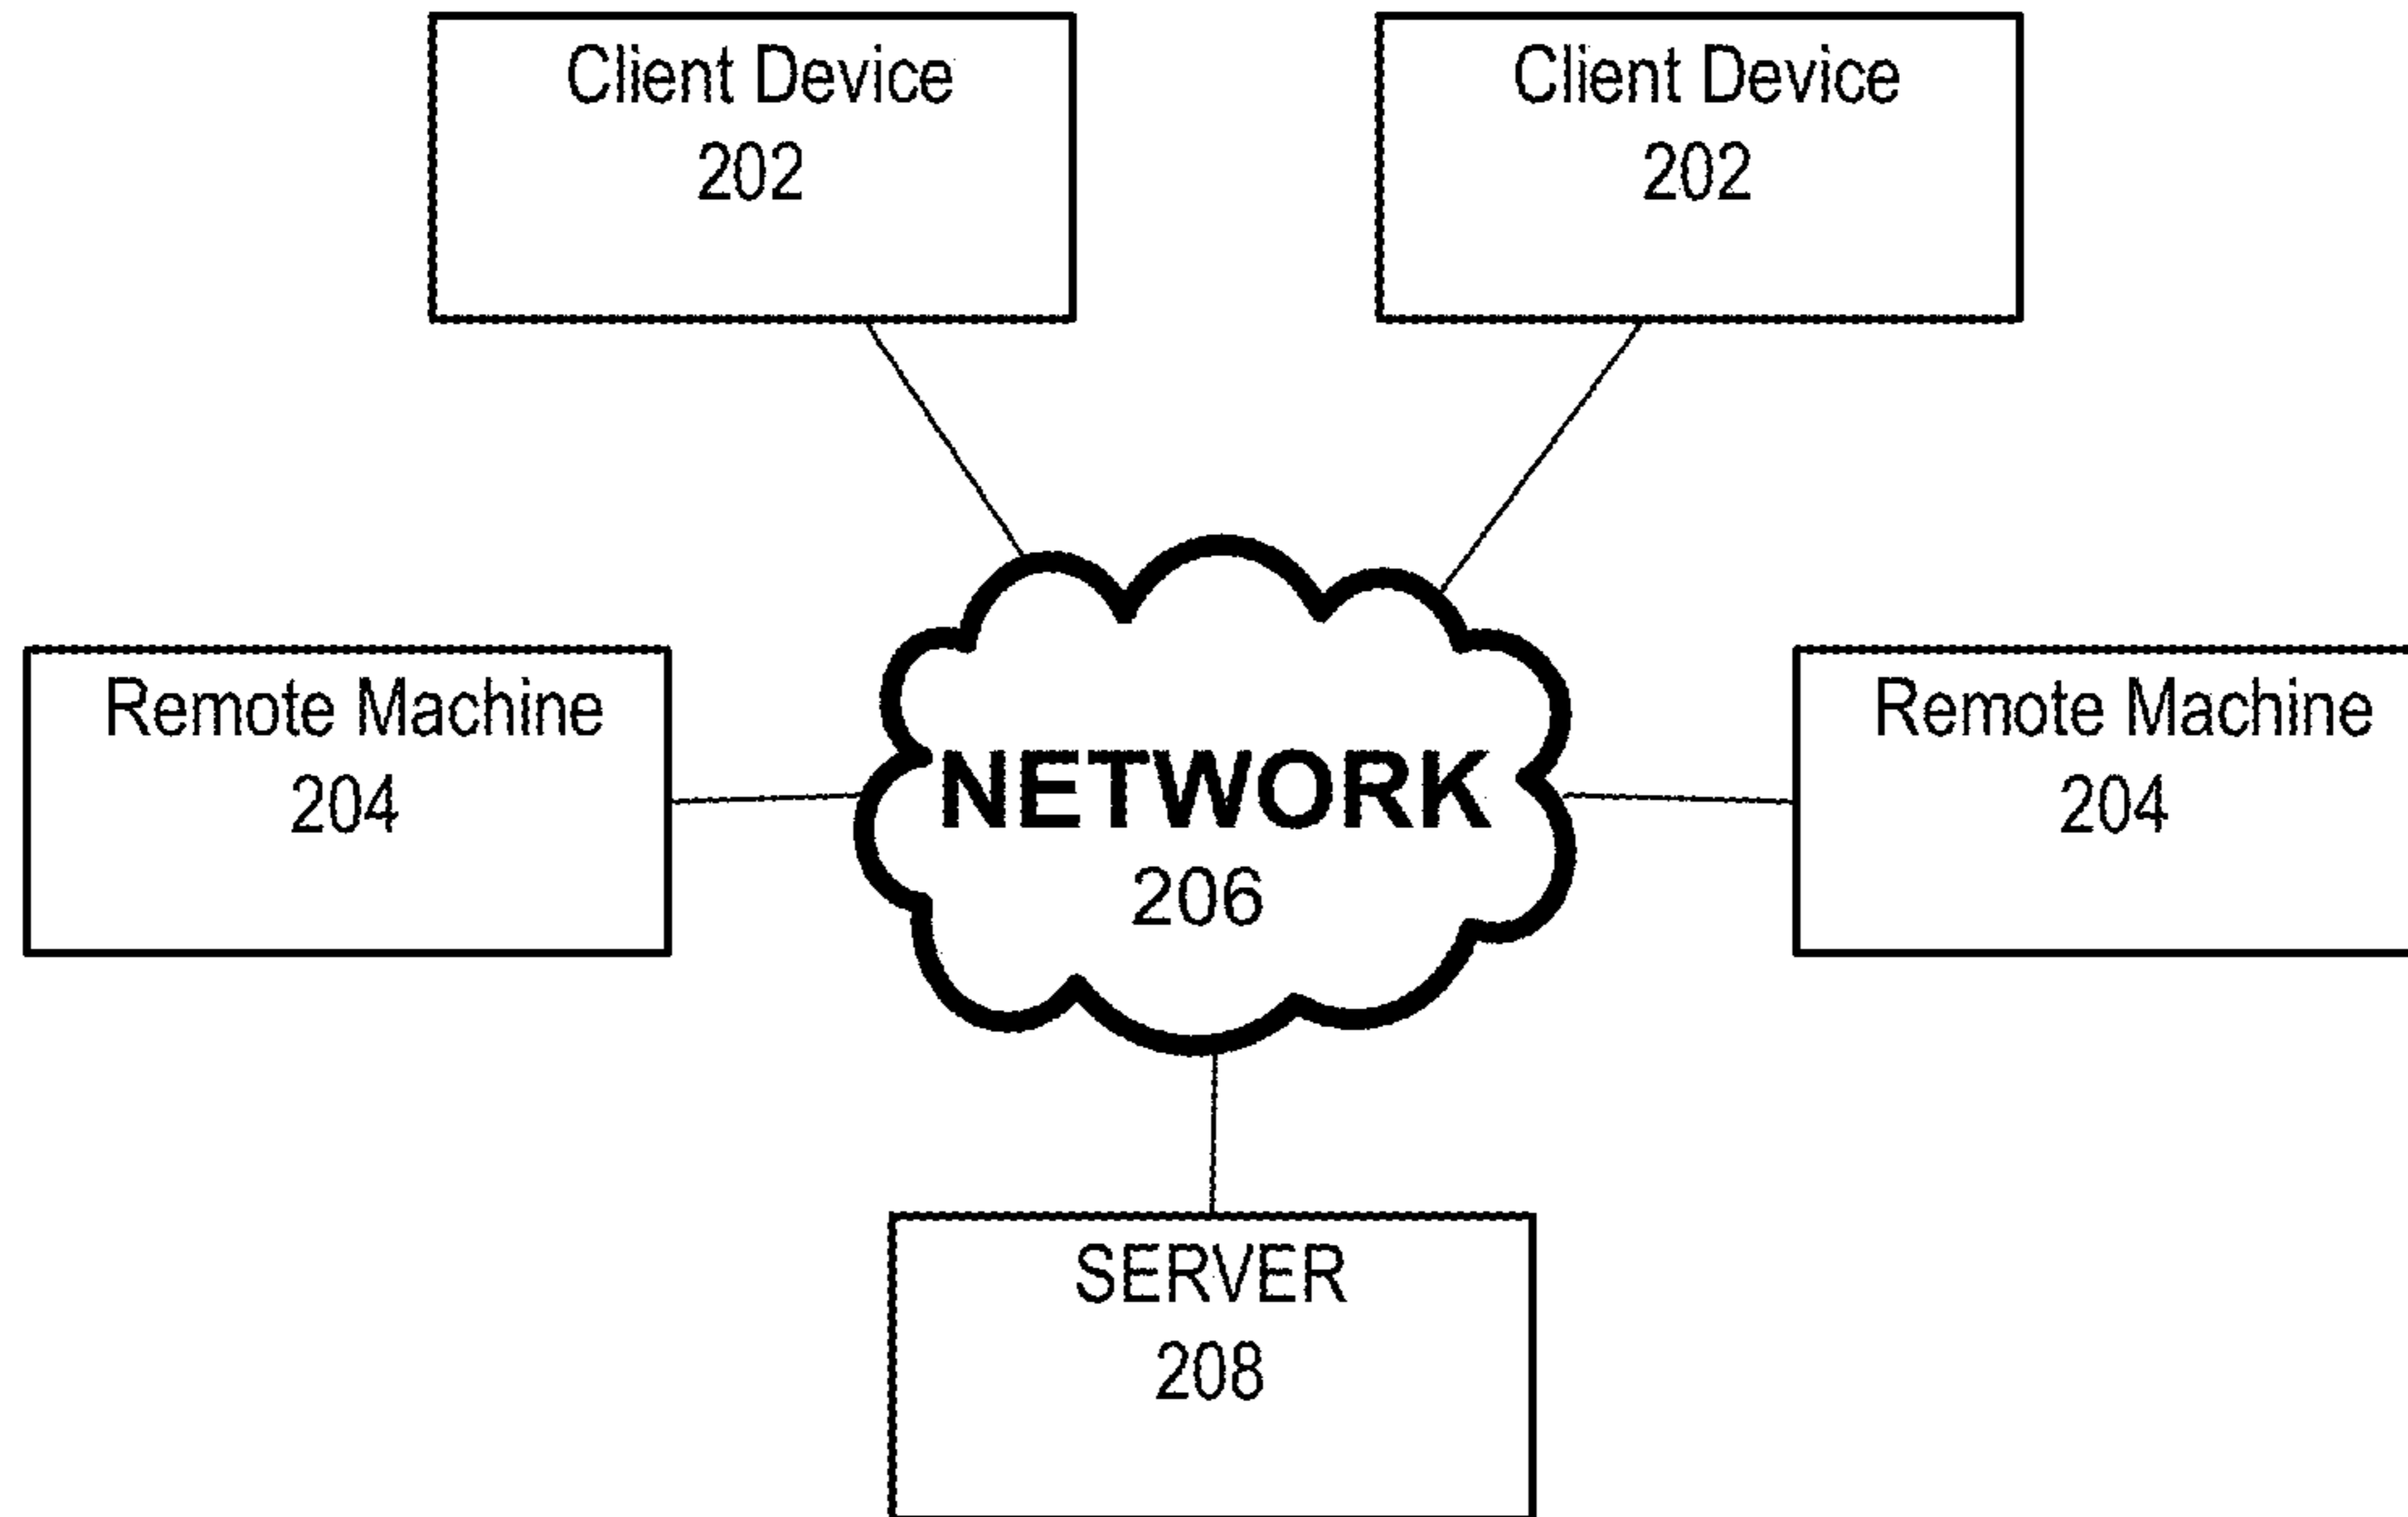 Client Device
202
Client Device
202
Remote Machine
204
NETWORK
206
Remote Machine
204
SERVER
208